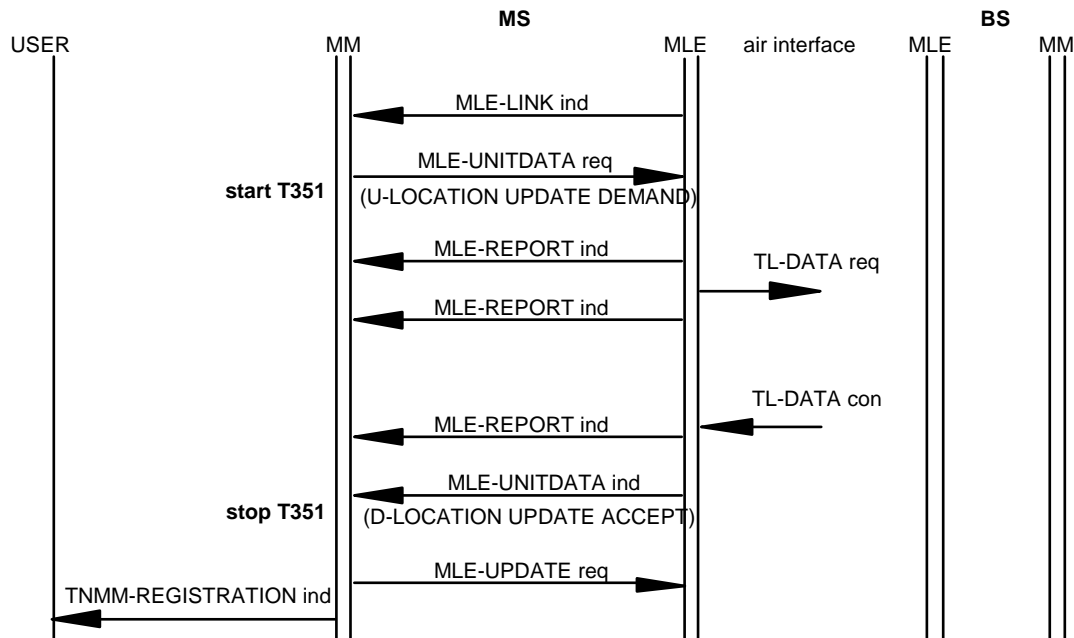 MS BS
USER MM MLE air interface MLE MM
MLE-LINK ind
MLE-UNITDATA req
start T351 (U-LOCATION UPDATE DEMAND)
MLE-REPORT ind
TL-DATA req
MLE-REPORT ind
TL-DATA con
MLE-REPORT ind
MLE-UNITDATA ind
stop T351 (D-LOCATION UPDATE ACCEPT)
MLE-UPDATE req
TNMM-REGISTRATION ind